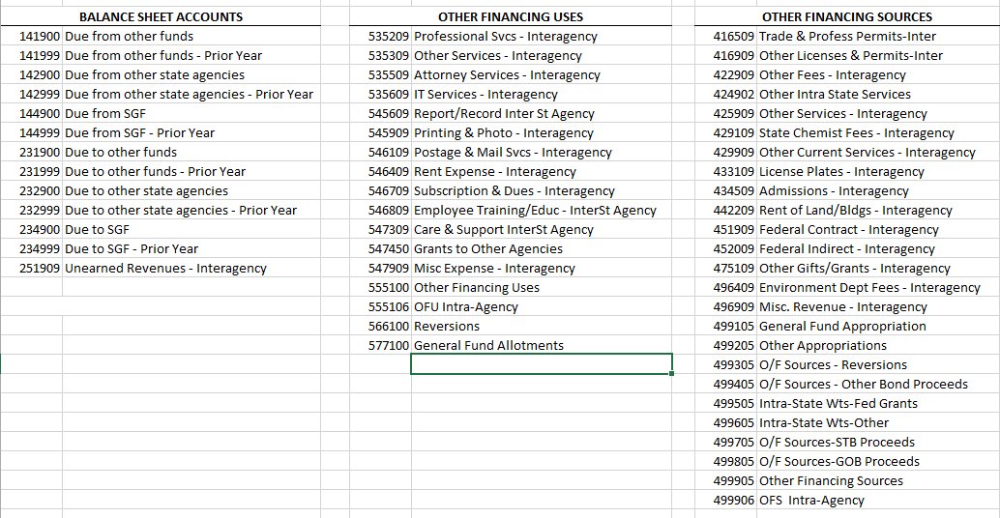 BALANCE SHEET ACCOUNTS
141900 Due from other funds
141999 Due from other funds - Prior Year
142900 Due from other state agencies
142999 Due from other state agencies - Prior Year
144900 Due from SGF
144999 Due from SGF - Prior Year
231900 Due to other funds
231999 Due to other funds - Prior Year
232900 Due to other state agencies
232999 Due to other state agencies - Prior Year
234900 Due to SGF
234999 Due to SGF - Prior Year
251909 Unearned Revenues - Interagency
OTHER FINANCING USES
535209 Professional Svcs - Interagency
535309 Other Services - Interagency
535509 Attorney Services - Interagency
535609 IT Services - Interagency
545609 Report/Record Inter St Agency
545909 Printing & Photo - Interagency
546109 Postage & Mail Svcs - Interagency
546409 Rent Expense - Interagency
546709 Subscription & Dues - Interagency
546809 Employee Training/Educ - InterSt Agency
547309 Care & Support InterSt Agency
547450 Grants to Other Agencies
547909 Misc Expense - Interagency
555100 Other Financing Uses
555106 OFU Intra-Agency
566100 Reversions
577100 General Fund Allotments
OTHER FINANCING SOURCES
416509 Trade & Profess Permits-Inter
416909 Other Licenses & Permits-Inter
422909 Other Fees - Interagency
424902 Other Intra State Services
425909 Other Services - Interagency
429109 State Chemist Fees - Interagency
429909 Other Current Services - Interagency
433109 License Plates - Interagency
434509 Admissions - Interagency
442209 Rent of Land/Bldgs - Interagency
451909 Federal Contract - Interagency
452009 Federal Indirect - Interagency
475109 Other Gifts/Grants - Interagency
496409 Environment Dept Fees - Interagency
496909 Misc. Revenue - Interagency
499105 General Fund Appropriation
499205 Other Appropriations
499305 O/F Sources - Reversions
499405 O/F Sources - Other Bond Proceeds
499505 Intra-State Wts-Fed Grants
499605 Intra-State Wts-Other
499705 O/F Sources-STB Proceeds
499805 O/F Sources-GOB Proceeds
499905 Other Financing Sources
499906 OFS  Intra-Agency